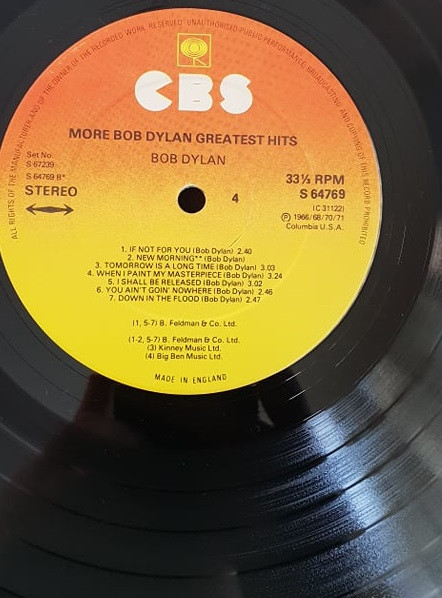 ALL RIGHTS OF THE MANUFACTURER AND OF THE OWNER OF THE RECORDED WORK RESERVED UNAUTHORISED PUBLIC PERFORMANCE BROADCASTING AND COPYING OF THIS RECORD PROHIBITED
CBS
MORE BOB DYLAN GREATEST HITS
BOB DYLAN
Set No.
S 67239
S 64769 B*
STEREO
4
33⅓ RPM
S 64769
(C 31122)
Ⓟ 1966/68/70/71
Columbia U.S.A.
1. IF NOT FOR YOU (Bob Dylan) 2.40
2. NEW MORNING** (Bob Dylan)
3. TOMORROW IS A LONG TIME (Bob Dylan) 3.03
4. WHEN I PAINT MY MASTERPIECE (Bob Dylan) 3.24
5. I SHALL BE RELEASED (Bob Dylan) 3.02
6. YOU AIN'T GOIN' NOWHERE (Bob Dylan) 2.46
7. DOWN IN THE FLOOD (Bob Dylan) 2.47
(1, 5-7) B. Feldman & Co. Ltd.
(1-2, 5-7) B. Feldman & Co. Ltd.
(3) Kinney Music Ltd.
(4) Big Ben Music Ltd.
MADE IN ENGLAND